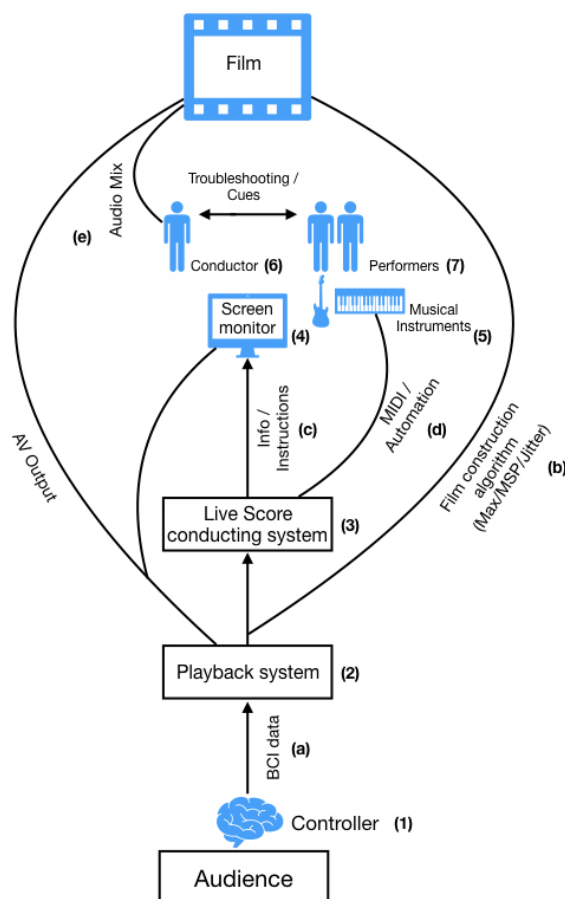 Film
Troubleshooting /
Cues
Audio Mix
(e)
Conductor (6)
Performers (7)
Screen
monitor
(4)
Musical
Instruments (5)
Info /
Instructions
(c)
MIDI /
Automation
(d)
AV Output
Film construction
algorithm
(Max/MSP/Jitter)
(b)
Live Score
conducting system
(3)
Playback system
(2)
BCI data
(a)
Controller (1)
Audience